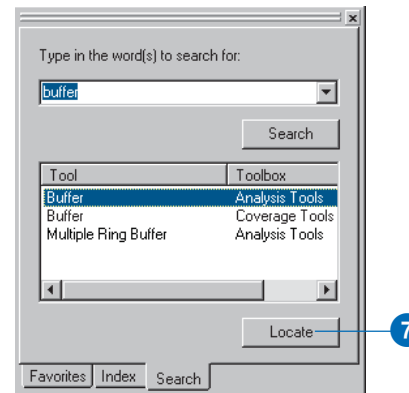 Type in the word(s) to search for:
buffer
Search
Tool Toolbox
Buffer Analysis Tools
Buffer Coverage Tools
Multiple Ring Buffer Analysis Tools
Locate 7
Favorites Index Search